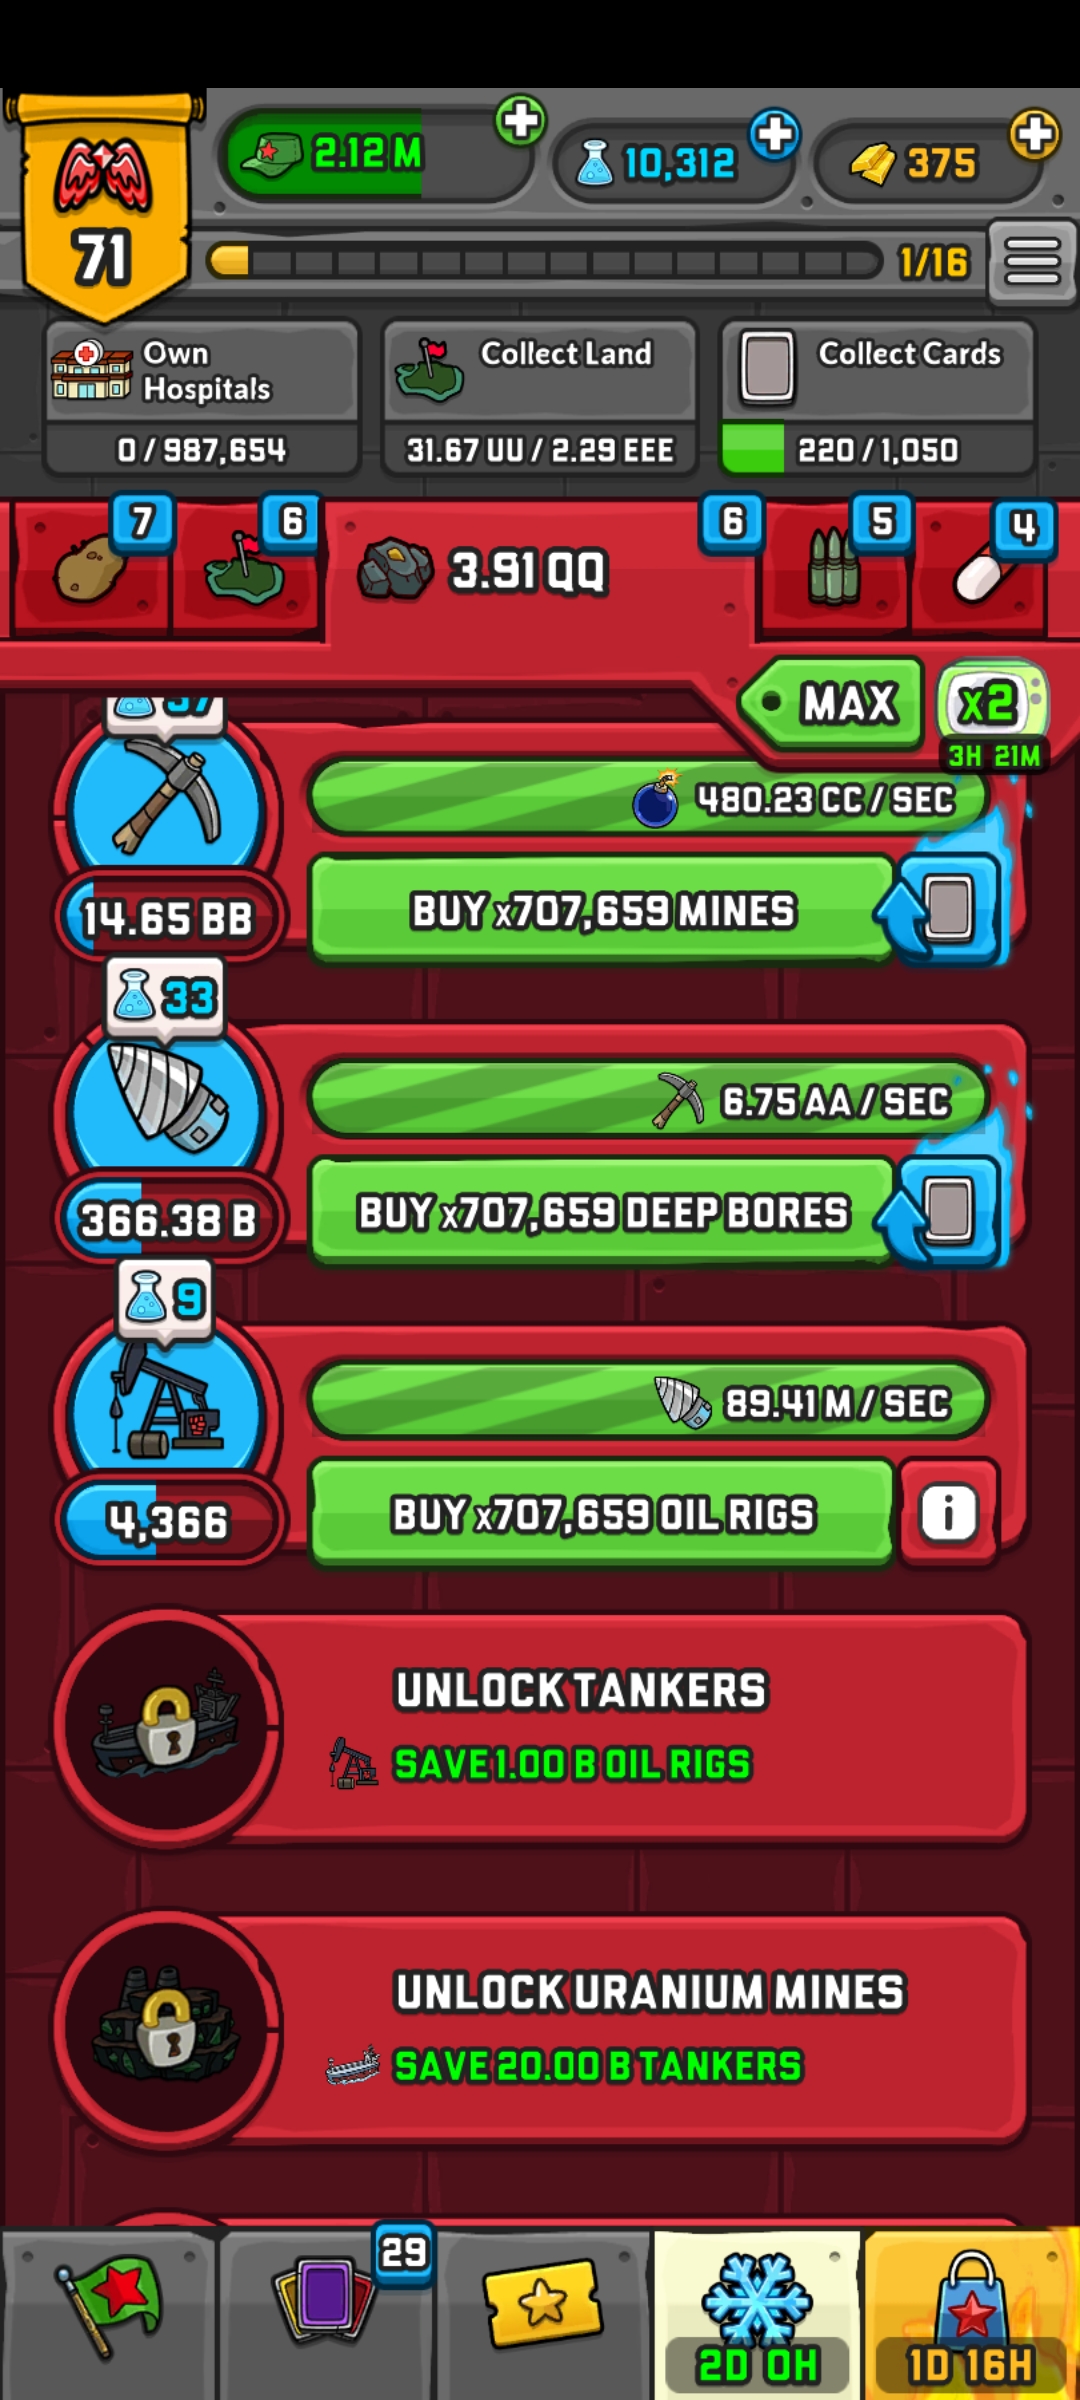 71
2.12 M
10,312
375
1/16
Own
Hospitals
0 / 987,654
Collect Land
31.67 UU / 2.29 EEE
Collect Cards
220 / 1,050
7
6
3.91 QQ
6
5
4
MAX
x2
3H 21M
480.23 CC / SEC
BUY x707,659 MINES
14.65 BB
33
6.75 AA / SEC
BUY x707,659 DEEP BORES
366.38 B
9
89.41 M / SEC
BUY x707,659 OIL RIGS
4,366
i
UNLOCK TANKERS
SAVE 1.00 B OIL RIGS
UNLOCK URANIUM MINES
SAVE 20.00 B TANKERS
29
2D 0H
1D 16H